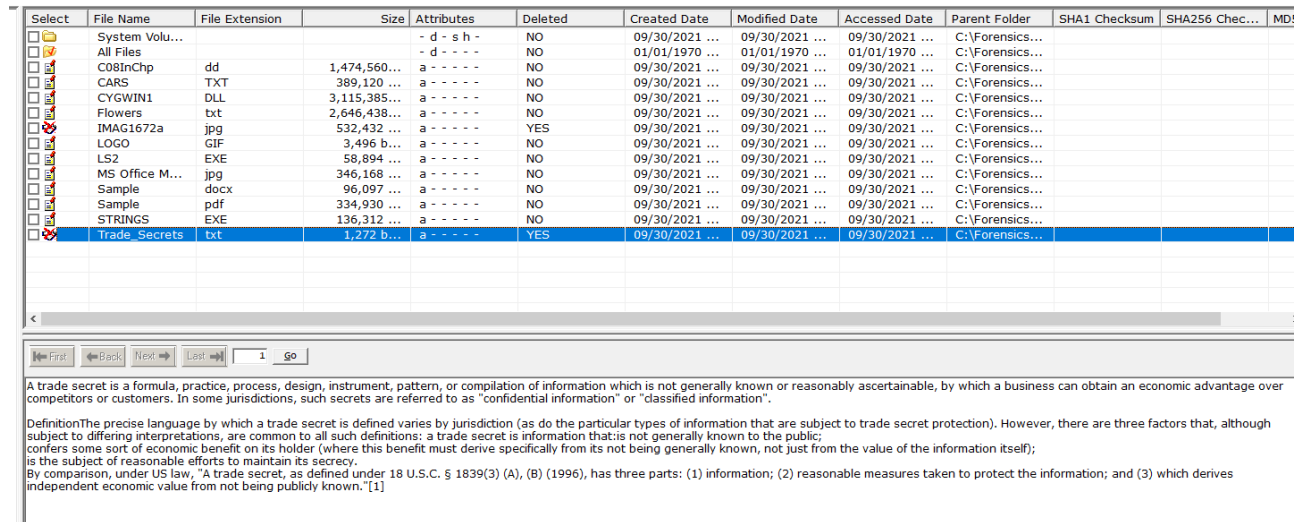 Select File Name File Extension Size Attributes Deleted Created Date Modified Date Accessed Date Parent Folder SHA1 Checksum SHA256 Chec... MD5
System Volu... - d - s h - NO 09/30/2021 ... 09/30/2021 ... 09/30/2021 ... C:\Forensics...
All Files - d - - - - NO 01/01/1970 ... 01/01/1970 ... 01/01/1970 ... C:\Forensics...
C08InChp dd 1,474,560... a - - - - - NO 09/30/2021 ... 09/30/2021 ... 09/30/2021 ... C:\Forensics...
CARS TXT 389,120 ... a - - - - - NO 09/30/2021 ... 09/30/2021 ... 09/30/2021 ... C:\Forensics...
CYGWIN1 DLL 3,115,385... a - - - - - NO 09/30/2021 ... 09/30/2021 ... 09/30/2021 ... C:\Forensics...
Flowers txt 2,646,438... a - - - - - NO 09/30/2021 ... 09/30/2021 ... 09/30/2021 ... C:\Forensics...
IMAG1672a jpg 532,432 ... a - - - - - YES 09/30/2021 ... 09/30/2021 ... 09/30/2021 ... C:\Forensics...
LOGO GIF 3,496 b... a - - - - - NO 09/30/2021 ... 09/30/2021 ... 09/30/2021 ... C:\Forensics...
LS2 EXE 58,894 ... a - - - - - NO 09/30/2021 ... 09/30/2021 ... 09/30/2021 ... C:\Forensics...
MS Office M... jpg 346,168 ... a - - - - - NO 09/30/2021 ... 09/30/2021 ... 09/30/2021 ... C:\Forensics...
Sample docx 96,097 ... a - - - - - NO 09/30/2021 ... 09/30/2021 ... 09/30/2021 ... C:\Forensics...
Sample pdf 334,930 ... a - - - - - NO 09/30/2021 ... 09/30/2021 ... 09/30/2021 ... C:\Forensics...
STRINGS EXE 136,312 ... a - - - - - NO 09/30/2021 ... 09/30/2021 ... 09/30/2021 ... C:\Forensics...
Trade_Secrets txt 1,272 b... a - - - - - YES 09/30/2021 ... 09/30/2021 ... 09/30/2021 ... C:\Forensics...
First Back Next Last 1 Go
A trade secret is a formula, practice, process, design, instrument, pattern, or compilation of information which is not generally known or reasonably ascertainable, by which a business can obtain an economic advantage over
competitors or customers. In some jurisdictions, such secrets are referred to as "confidential information" or "classified information".
DefinitionThe precise language by which a trade secret is defined varies by jurisdiction (as do the particular types of information that are subject to trade secret protection). However, there are three factors that, although
subject to differing interpretations, are common to all such definitions: a trade secret is information that:is not generally known to the public;
confers some sort of economic benefit on its holder (where this benefit must derive specifically from its not being generally known, not just from the value of the information itself);
is the subject of reasonable efforts to maintain its secrecy.
By comparison, under US law, "A trade secret, as defined under 18 U.S.C. § 1839(3) (A), (B) (1996), has three parts: (1) information; (2) reasonable measures taken to protect the information; and (3) which derives
independent economic value from not being publicly known."[1]